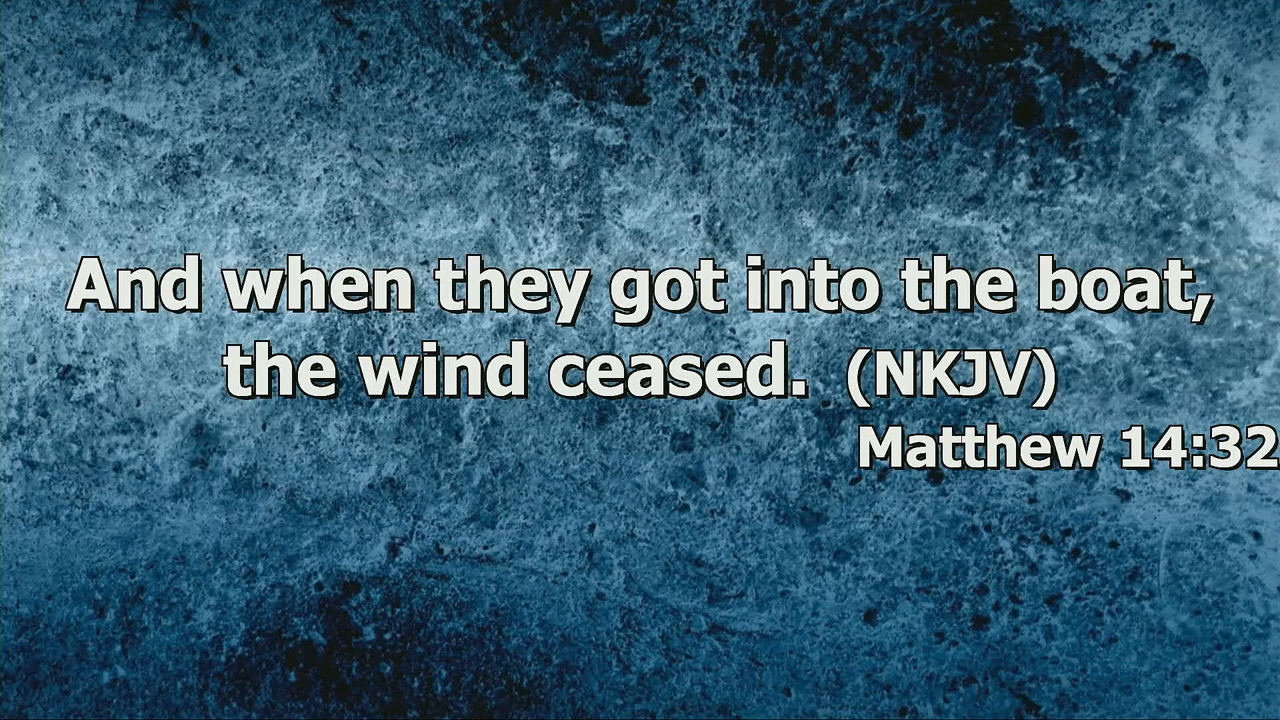 And when they got into the boat,
the wind ceased. (NKJV)
Matthew 14:32